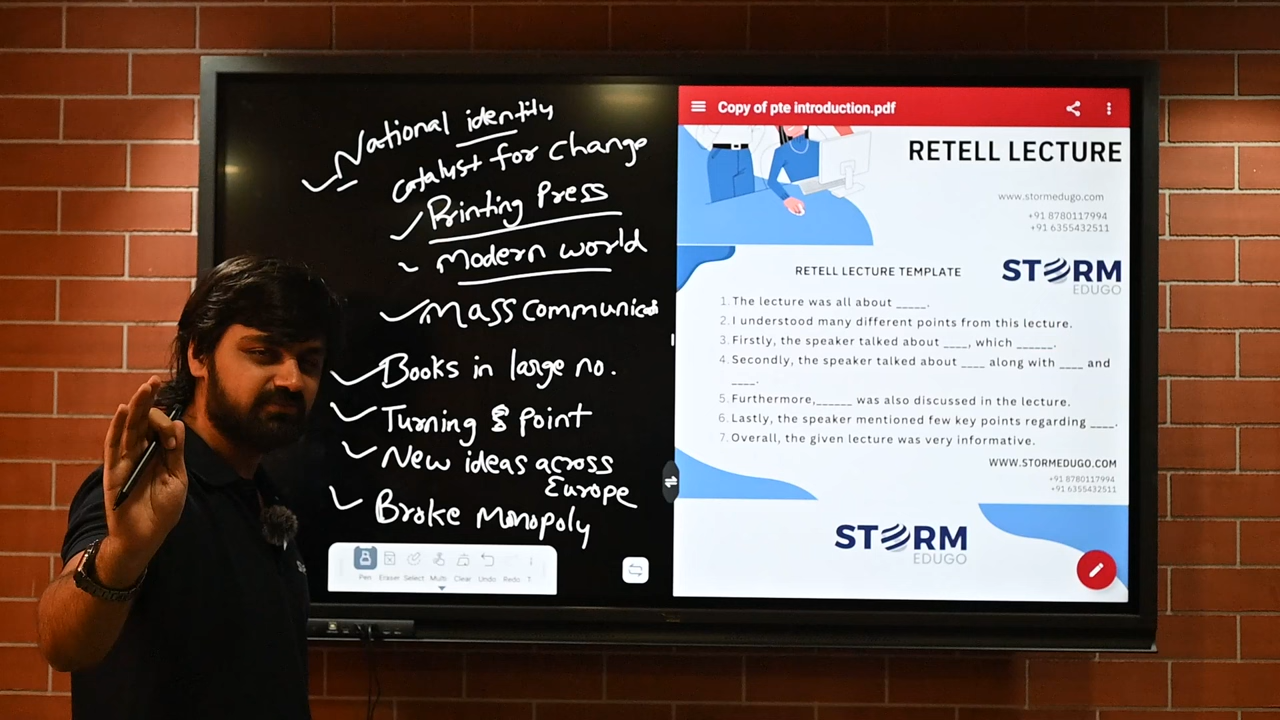 National identity
catalyst for change
Printing Press
Modern world
Mass communicati
Books in large no.
Turning point
New ideas across
Europe
Broke Monopoly
Pen Eraser Select Multi Clear Undo Redo T
Copy of pte introduction.pdf
RETELL LECTURE
www.stormedugo.com
+91 8780117994
+91 6355432511
RETELL LECTURE TEMPLATE
STORM
EDUGO
1. The lecture was all about _____.
2. I understood many different points from this lecture.
3. Firstly, the speaker talked about ____, which ______.
4. Secondly, the speaker talked about ____ along with ____ and
____.
5. Furthermore,______ was also discussed in the lecture.
6. Lastly, the speaker mentioned few key points regarding ____.
7. Overall, the given lecture was very informative.
WWW.STORMEDUGO.COM
+91 8780117994
+91 6355432511
STORM
EDUGO